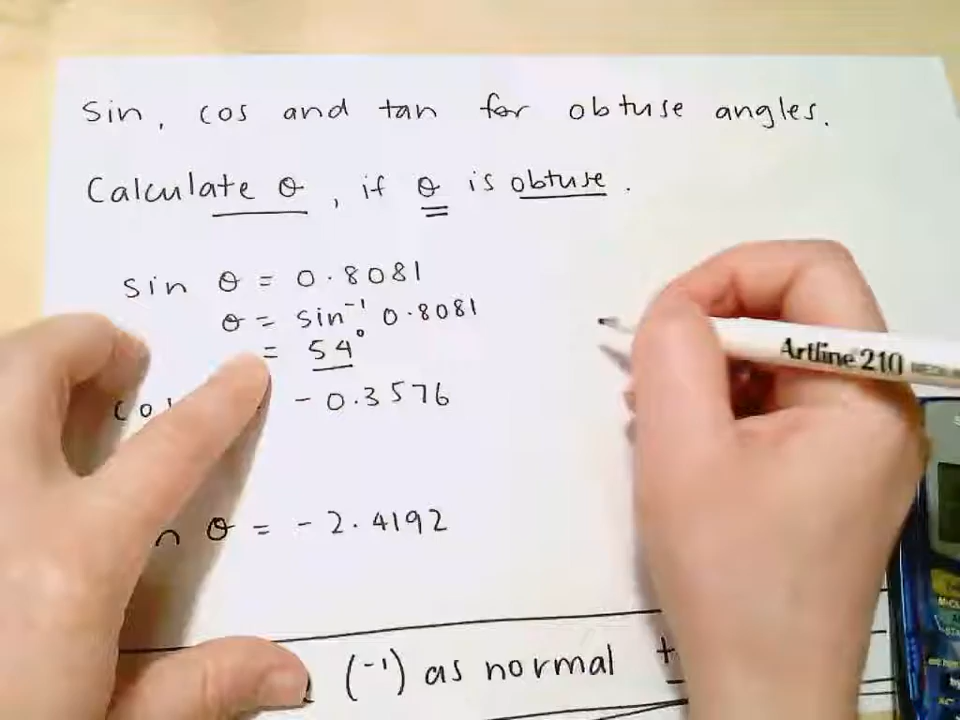 sin, cos and tan for obtuse angles.
Calculate θ, if θ is obtuse.
sin θ = 0.8081
θ = sin⁻¹ 0.8081
= 54°
- 0.3576
θ = - 2.4192
(-1) as normal
Artline 210